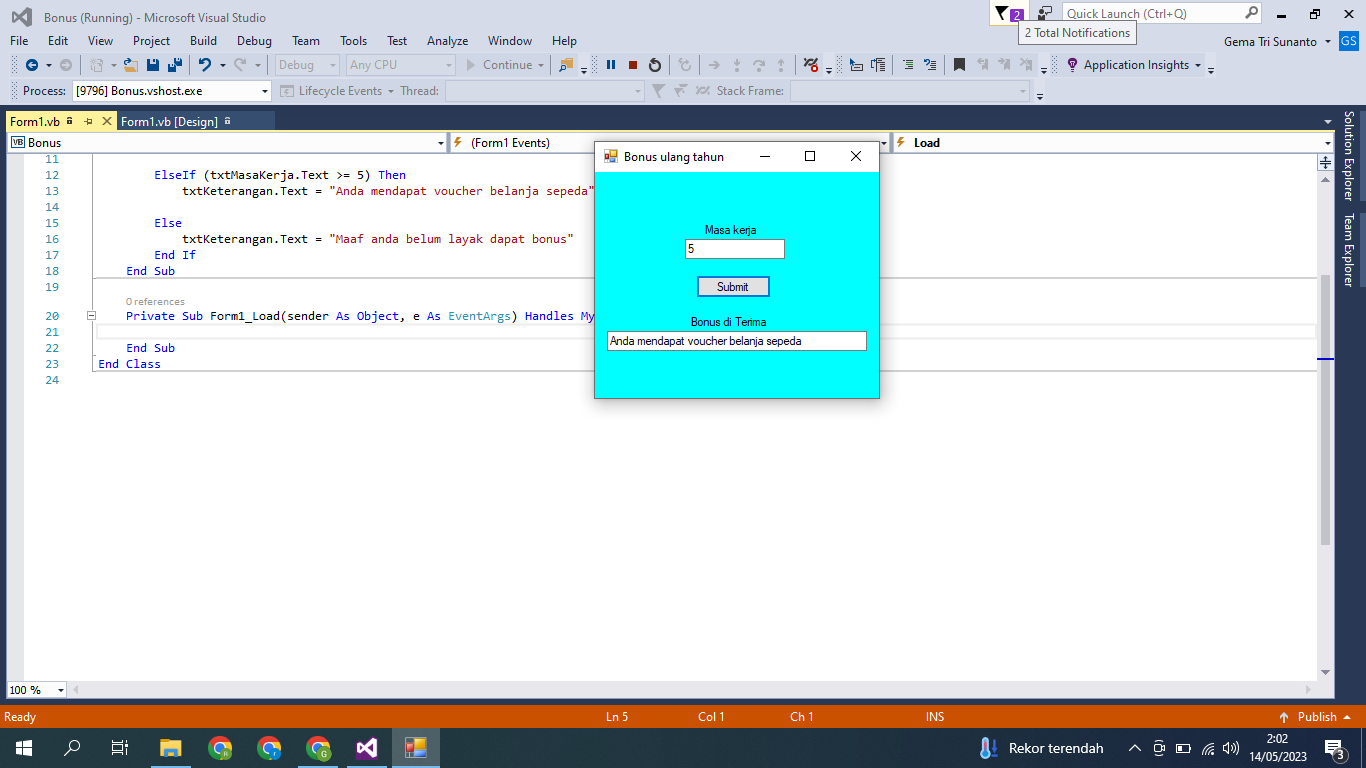 Bonus (Running) - Microsoft Visual Studio
2
Quick Launch (Ctrl+Q)
2 Total Notifications
File Edit View Project Build Debug Team Tools Test Analyze Window Help
Gema Tri Sunanto GS
Debug Any CPU Continue Application Insights
Process: [9796] Bonus.vshost.exe Lifecycle Events Thread: Stack Frame:
Form1.vb Form1.vb [Design]
VB Bonus (Form1 Events) Load
11
12 ElseIf (txtMasaKerja.Text >= 5) Then
13 txtKeterangan.Text = "Anda mendapat voucher belanja sepeda"
14
15 Else
16 txtKeterangan.Text = "Maaf anda belum layak dapat bonus"
17 End If
18 End Sub
19
0 references
20 Private Sub Form1_Load(sender As Object, e As EventArgs) Handles My
21
22 End Sub
23 End Class
24
Bonus ulang tahun
Masa kerja
5
Submit
Bonus di Terima
Anda mendapat voucher belanja sepeda
Solution Explorer
Team Explorer
100 %
Ready Ln 5 Col 1 Ch 1 INS Publish
Rekor terendah
2:02
14/05/2023
3